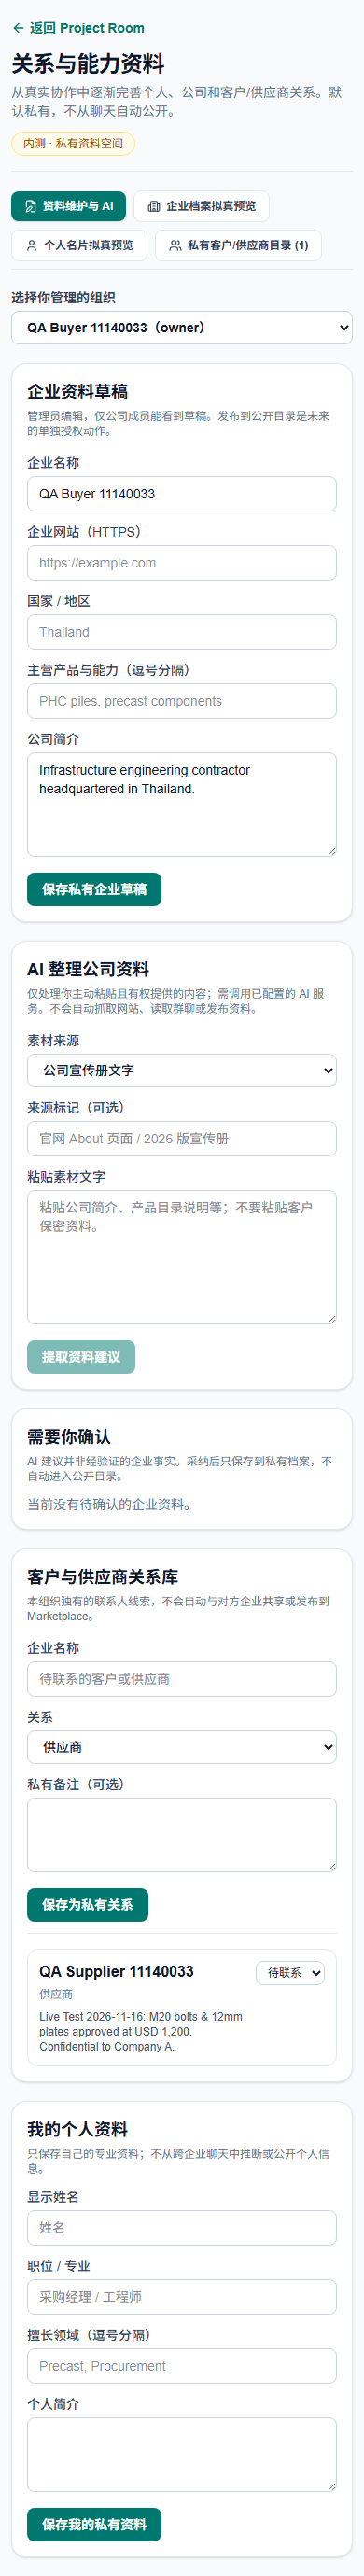 ← 返回 Project Room
关系与能力资料
从真实协作中逐渐完善个人、公司和客户/供应商关系。默
认私有，不从聊天自动公开。
内测 · 私有资料空间
资料维护与 AI
企业档案拟真预览
个人名片拟真预览
私有客户/供应商目录 (1)
选择你管理的组织
QA Buyer 11140033（owner）
企业资料草稿
管理员编辑，仅公司成员能看到草稿。发布到公开目录是未来
的单独授权动作。
企业名称
QA Buyer 11140033
企业网站（HTTPS）
https://example.com
国家 / 地区
Thailand
主营产品与能力（逗号分隔）
PHC piles, precast components
公司简介
Infrastructure engineering contractor
headquartered in Thailand.
保存私有企业草稿
AI 整理公司资料
仅处理你主动粘贴且有权提供的内容；需调用已配置的 AI 服
务。不会自动抓取网站、读取群聊或发布资料。
素材来源
公司宣传册文字
来源标记（可选）
官网 About 页面 / 2026 版宣传册
粘贴素材文字
粘贴公司简介、产品目录说明等；不要粘贴客户
保密资料。
提取资料建议
需要你确认
AI 建议并非经验证的企业事实。采纳后只保存到私有档案，不
自动进入公开目录。
当前没有待确认的企业资料。
客户与供应商关系库
本组织独有的联系人线索，不会自动与对方企业共享或发布到
Marketplace。
企业名称
待联系的客户或供应商
关系
供应商
私有备注（可选）
保存为私有关系
QA Supplier 11140033
待联系
供应商
Live Test 2026-11-16: M20 bolts & 12mm
plates approved at USD 1,200.
Confidential to Company A.
我的个人资料
只保存自己的专业资料；不从跨企业聊天中推断或公开个人信
息。
显示姓名
姓名
职位 / 专业
采购经理 / 工程师
擅长领域（逗号分隔）
Precast, Procurement
个人简介
保存我的私有资料